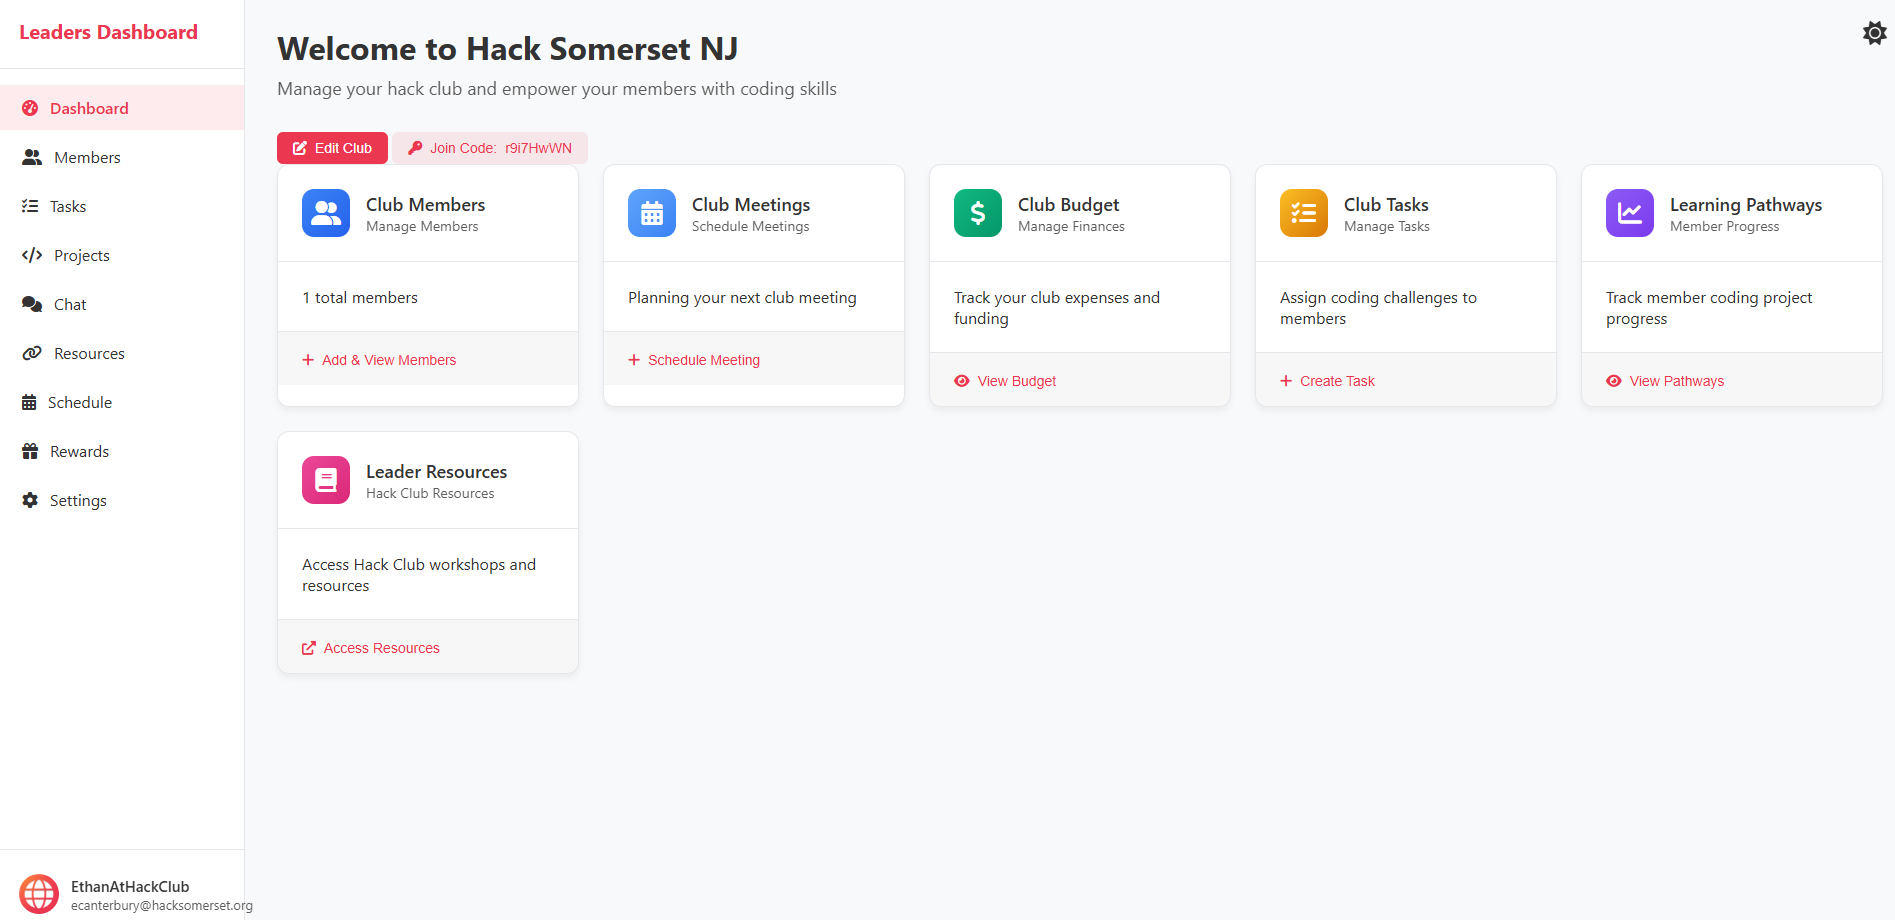 Leaders Dashboard
Dashboard
Members
Tasks
Projects
Chat
Resources
Schedule
Rewards
Settings
EthanAtHackClub
ecanterbury@hacksomerset.org
Welcome to Hack Somerset NJ
Manage your hack club and empower your members with coding skills
Edit Club
Join Code: r9i7HwWN
Club Members
Manage Members
1 total members
Add & View Members
Club Meetings
Schedule Meetings
Planning your next club meeting
Schedule Meeting
Club Budget
Manage Finances
Track your club expenses and
funding
View Budget
Club Tasks
Manage Tasks
Assign coding challenges to
members
Create Task
Learning Pathways
Member Progress
Track member coding project
progress
View Pathways
Leader Resources
Hack Club Resources
Access Hack Club workshops and
resources
Access Resources